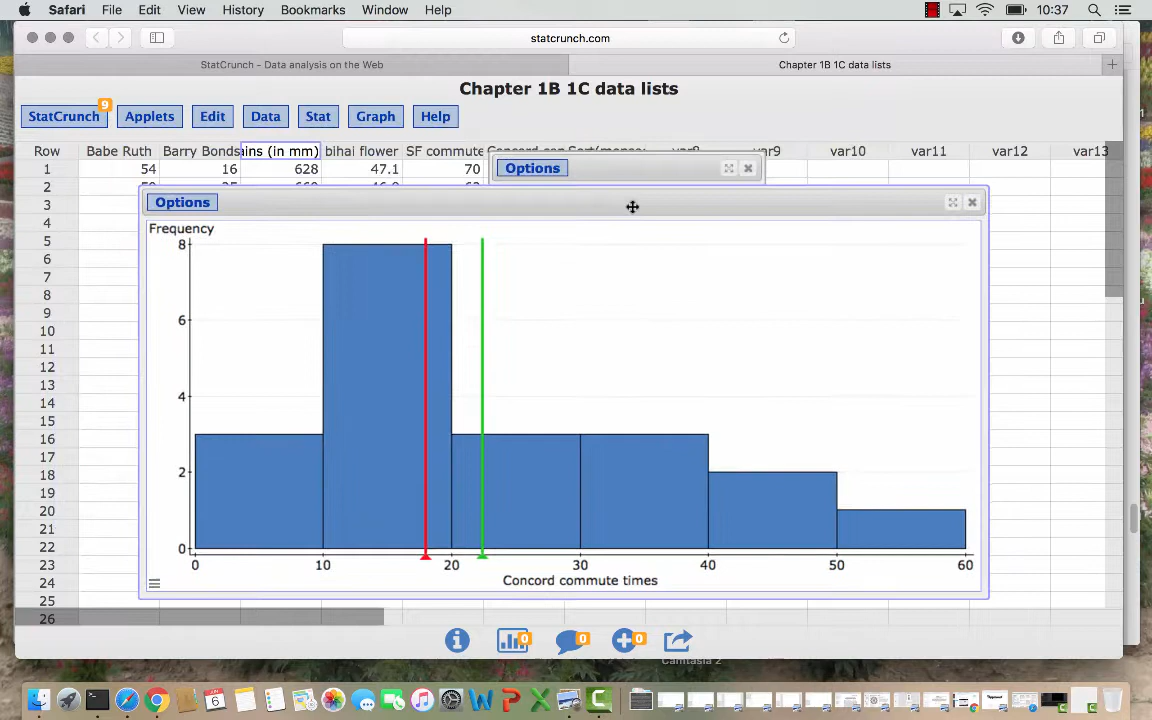 Safari File Edit View History Bookmarks Window Help 10:37
statcrunch.com
StatCrunch - Data analysis on the Web Chapter 1B 1C data lists
Chapter 1B 1C data lists
StatCrunch 9 Applets Edit Data Stat Graph Help
Row Babe Ruth Barry Bonds ains (in mm) bihai flower SF commute var10 var11 var12 var13
1 54 16 628 47.1 70
Options
2
3
Options
4
5
6
7
8
9
10
11
12
13
14
15
16
17
18
19
20
21
22
23
24
25
26
Frequency
8
6
4
2
0
0 10 20 30 40 50 60
Concord commute times
0 0 0
Camtasia 2
6